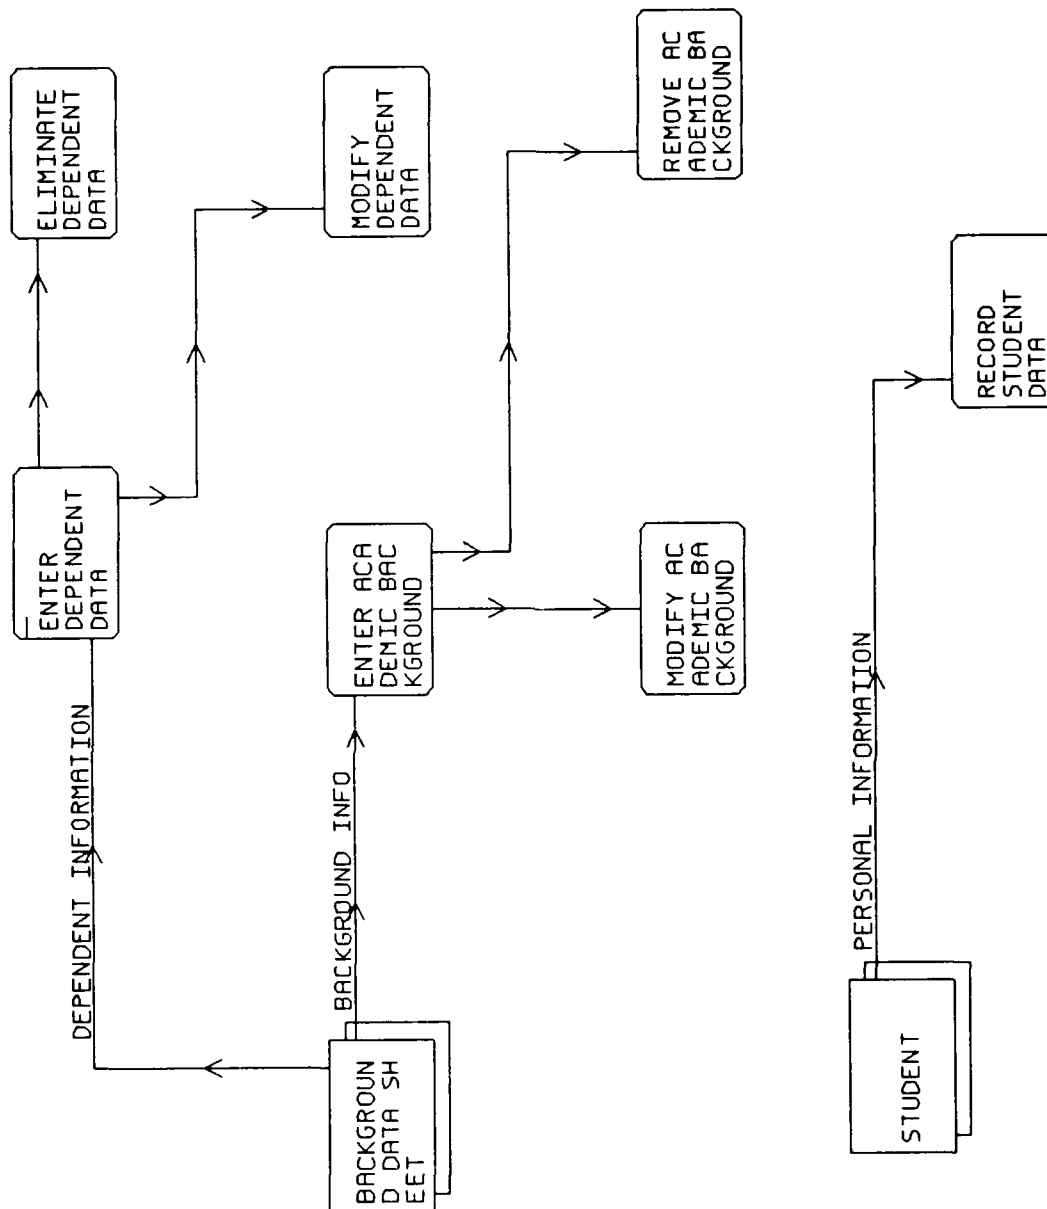 BACKGROUN
D DATA SH
EET
DEPENDENT INFORMATION
ENTER
DEPENDENT
DATA
ELIMINATE
DEPENDENT
DATA
MODIFY
DEPENDENT
DATA
BACKGROUND INFO
ENTER ACA
DEMIC BAC
KGROUND
MODIFY AC
ADEMIC BA
CKGROUND
REMOVE AC
ADEMIC BA
CKGROUND
STUDENT
PERSONAL INFORMATION
RECORD
STUDENT
DATA